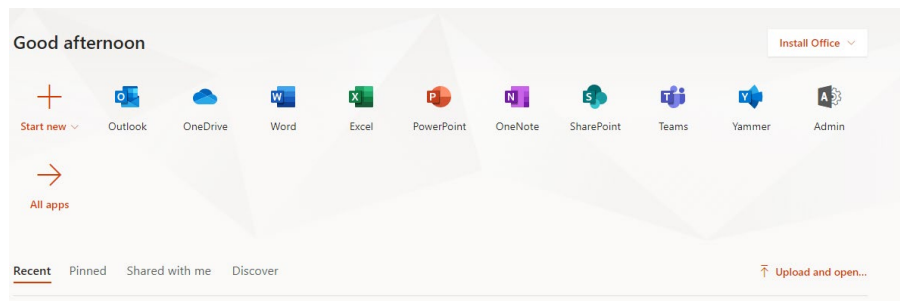 Good afternoon
Install Office
Start new
Outlook
OneDrive
Word
Excel
PowerPoint
OneNote
SharePoint
Teams
Yammer
Admin
All apps
Recent Pinned Shared with me Discover
Upload and open...